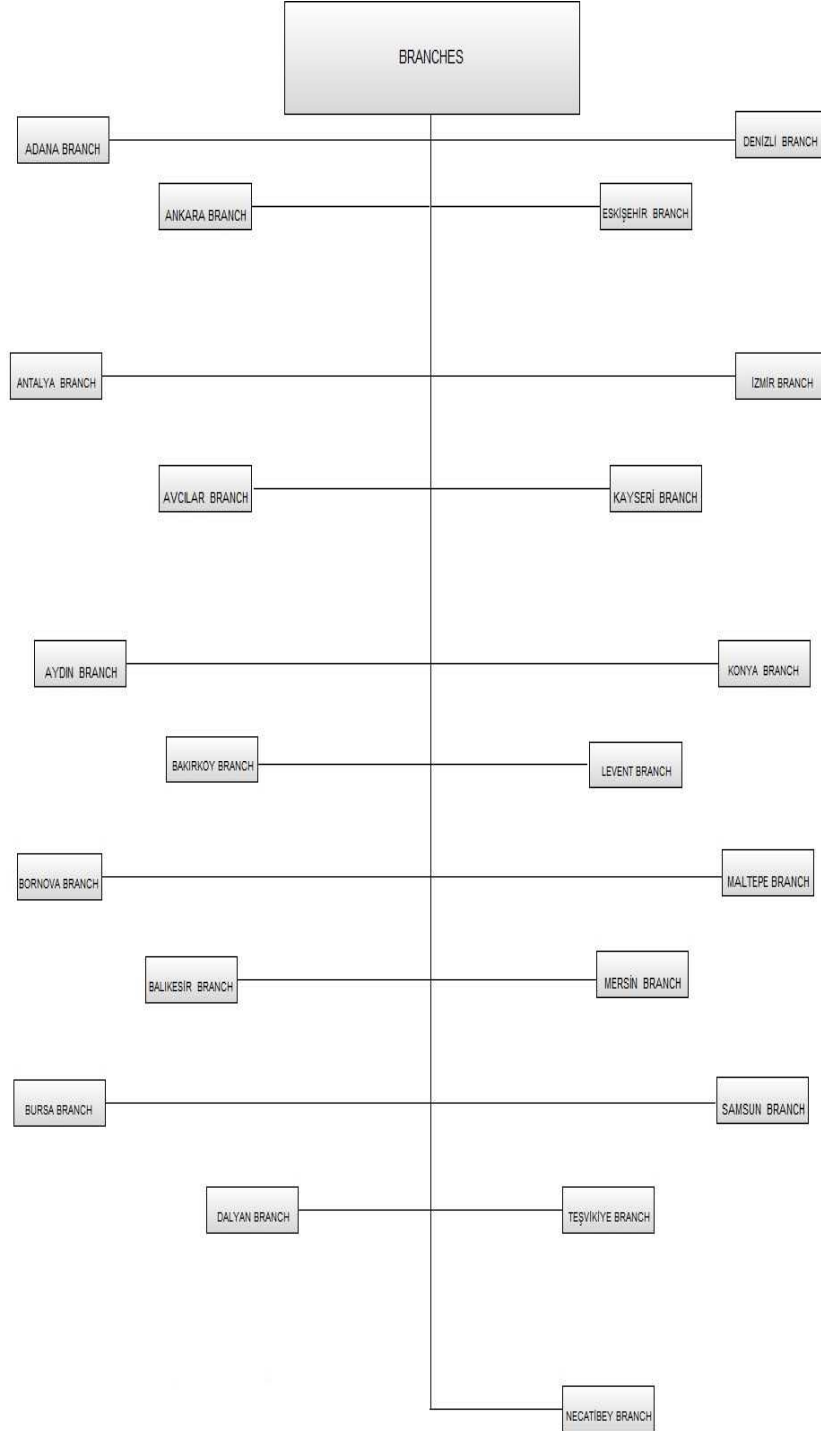 BRANCHES
ADANA BRANCH
DENİZLİ BRANCH
ANKARA BRANCH
ESKİŞEHİR BRANCH
ANTALYA BRANCH
İZMİR BRANCH
AVCILAR BRANCH
KAYSERİ BRANCH
AYDIN BRANCH
KONYA BRANCH
BAKIRKÖY BRANCH
LEVENT BRANCH
BORNOVA BRANCH
MALTEPE BRANCH
BALIKESİR BRANCH
MERSİN BRANCH
BURSA BRANCH
SAMSUN BRANCH
DALYAN BRANCH
TEŞVİKİYE BRANCH
NECATİBEY BRANCH